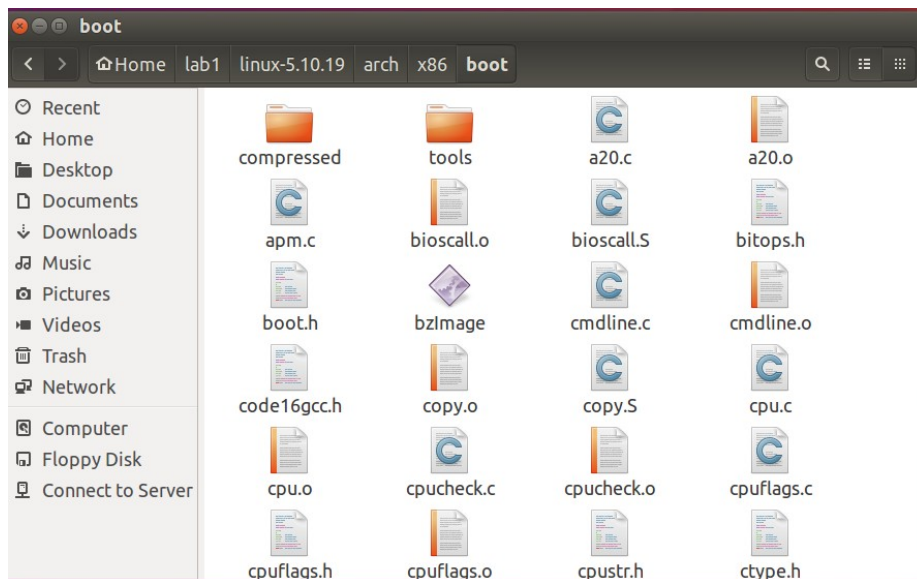 boot
Home lab1 linux-5.10.19 arch x86 boot
Recent
Home
Desktop
Documents
Downloads
Music
Pictures
Videos
Trash
Network
Computer
Floppy Disk
Connect to Server
compressed tools a20.c a20.o
apm.c bioscall.o bioscall.S bitops.h
boot.h bzImage cmdline.c cmdline.o
code16gcc.h copy.o copy.S cpu.c
cpu.o cpucheck.c cpucheck.o cpuflags.c
cpuflags.h cpuflags.o cpustr.h ctype.h